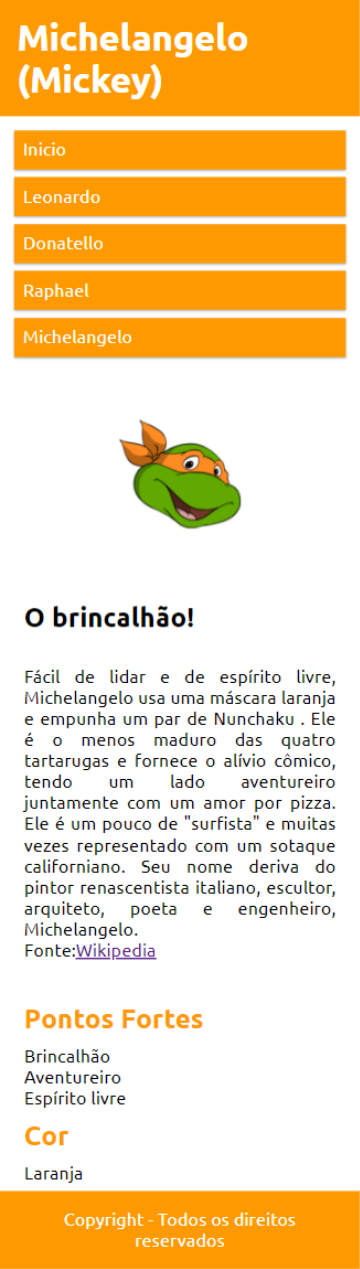 Michelangelo
(Mickey)
Inicio
Leonardo
Donatello
Raphael
Michelangelo
O brincalhão!
Fácil de lidar e de espírito livre,
Michelangelo usa uma máscara laranja
e empunha um par de Nunchaku . Ele
é o menos maduro das quatro
tartarugas e fornece o alívio cômico,
tendo um lado aventureiro
juntamente com um amor por pizza.
Ele é um pouco de "surfista" e muitas
vezes representado com um sotaque
californiano. Seu nome deriva do
pintor renascentista italiano, escultor,
arquiteto, poeta e engenheiro,
Michelangelo.
Fonte:Wikipedia
Pontos Fortes
Brincalhão
Aventureiro
Espírito livre
Cor
Laranja
Copyright - Todos os direitos
reservados